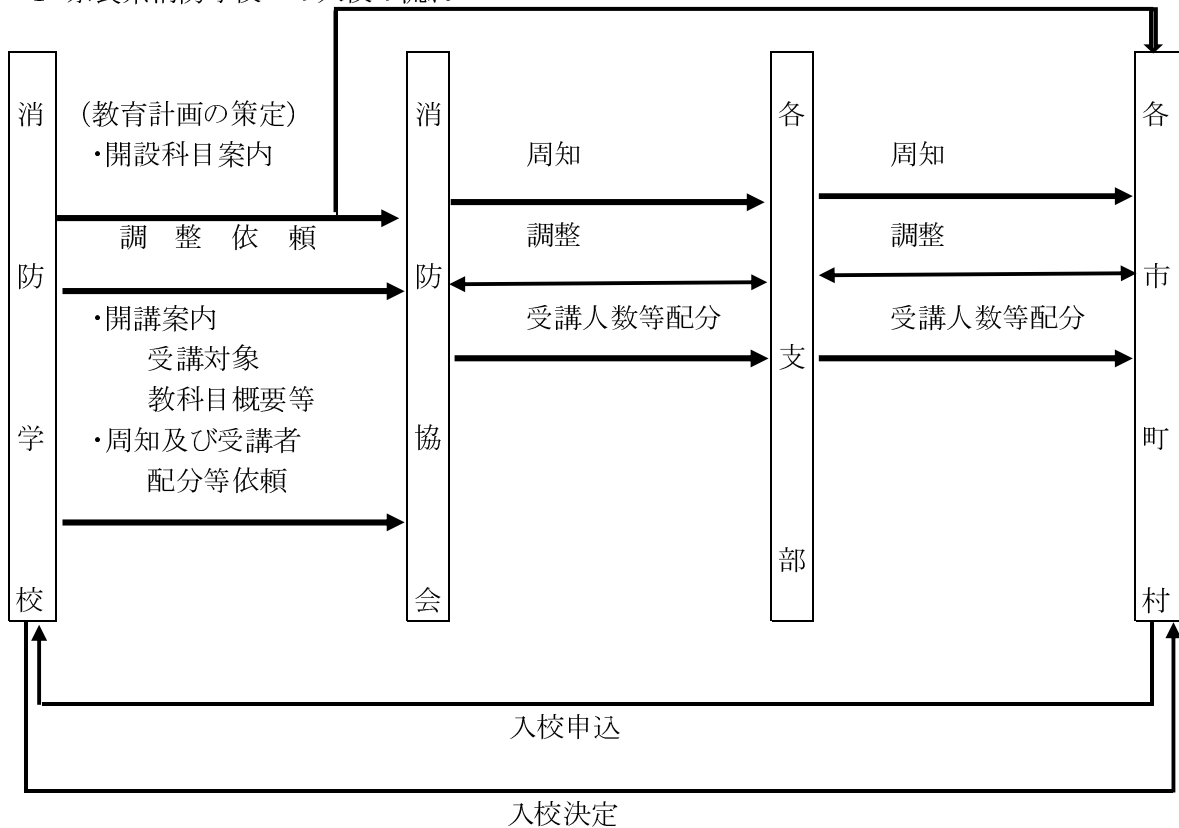 消防学校
(教育計画の策定)
・開設科目案内
調整依頼
・開講案内
受講対象
教科目概要等
・周知及び受講者
配分等依頼
消防協会
周知
調整
受講人数等配分
各支部
周知
調整
受講人数等配分
各市町村
入校申込
入校決定